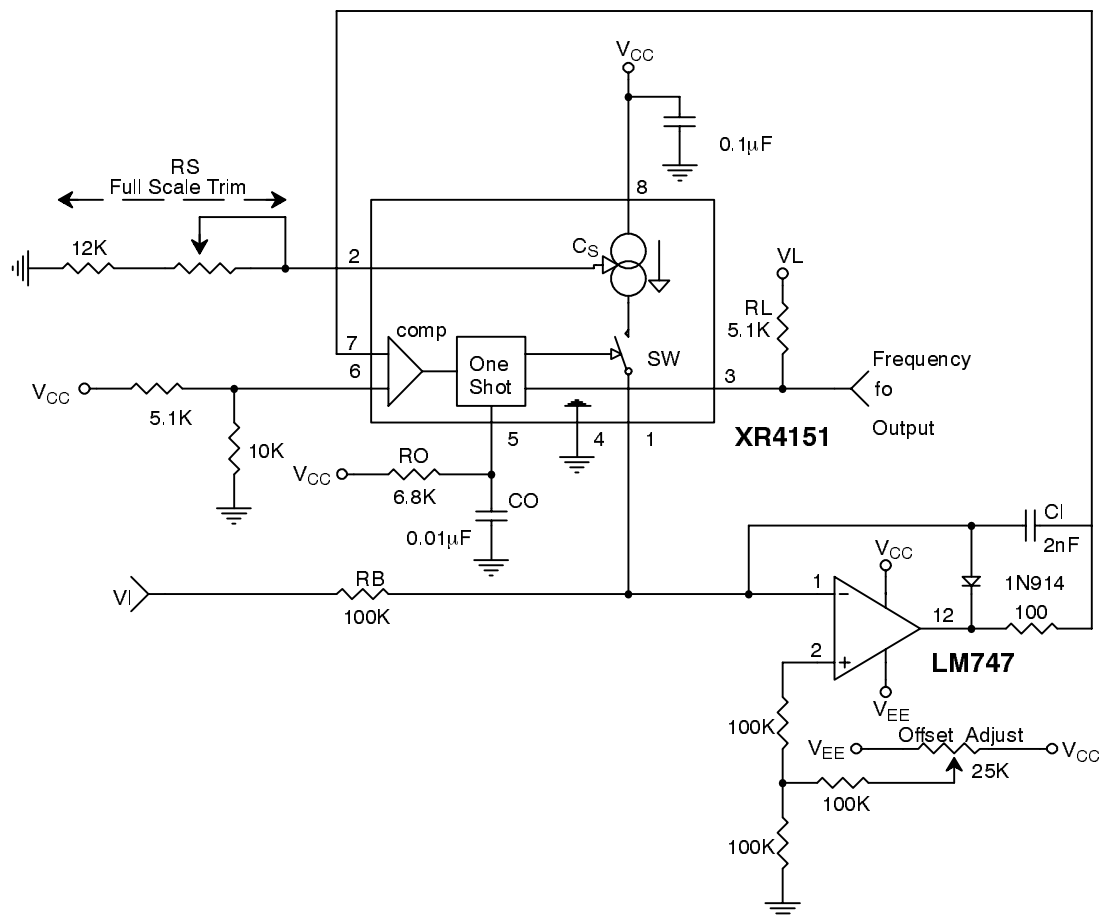 VCC
0.1µF
8
RS
Full Scale Trim
12K
2
CS
VL
RL
5.1K
7
comp
6
One
Shot
SW
3
Frequency
fo
Output
VCC
5.1K
10K
5
4
1
XR4151
VCC
RO
6.8K
CO
0.01µF
CI
2nF
VCC
VI
RB
100K
1
−
12
1N914
100
2
+
LM747
VEE
100K
VEE
Offset Adjust
VCC
25K
100K
100K